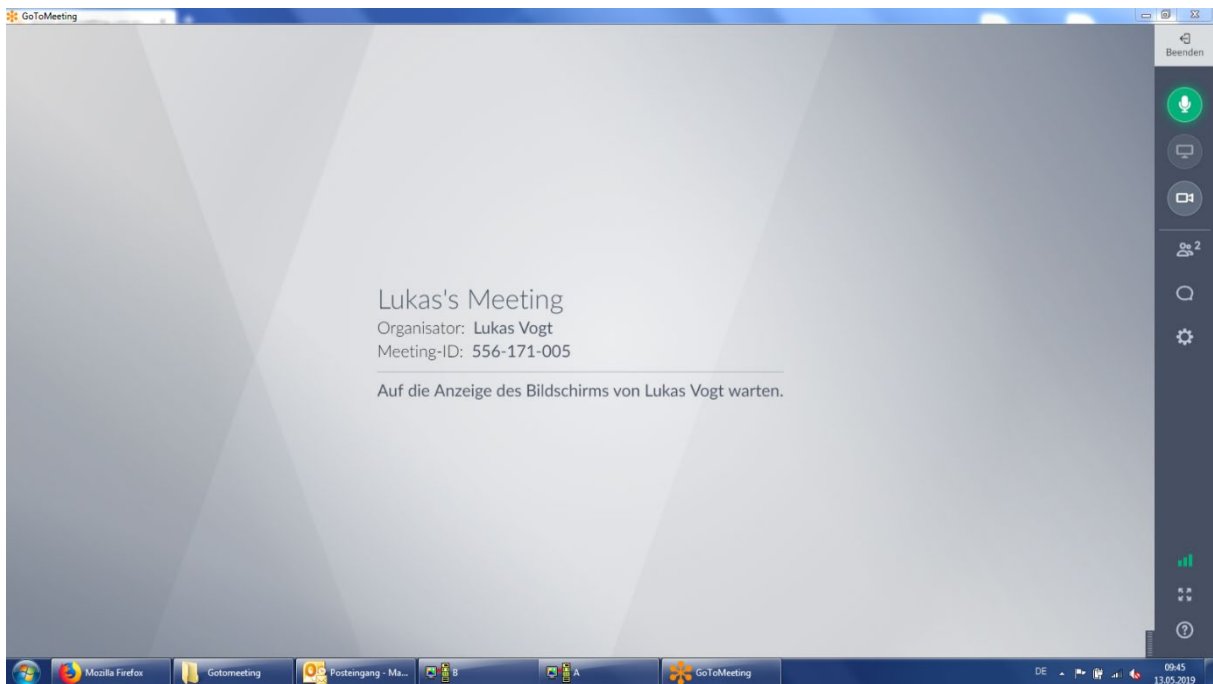 GoToMeeting
Beenden
2
Lukas's Meeting
Organisator: Lukas Vogt
Meeting-ID: 556-171-005
Auf die Anzeige des Bildschirms von Lukas Vogt warten.
Mozilla Firefox
Gotomeeting
Posteingang - Ma...
B
A
GoToMeeting
DE
09:45
13.05.2019